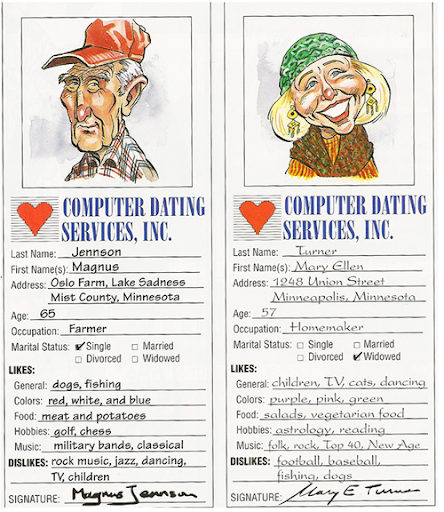 COMPUTER DATING
SERVICES, INC.
Last Name: Jennson
First Name(s): Magnus
Address: Oslo Farm, Lake Sadness
Mist County, Minnesota
Age: 65
Occupation: Farmer
Marital Status: ☑ Single ☐ Married
☐ Divorced ☐ Widowed
LIKES:
General: dogs, fishing
Colors: red, white, and blue
Food: meat and potatoes
Hobbies: golf, chess
Music: military bands, classical
DISLIKES: rock music, jazz, dancing,
TV, children
SIGNATURE: Magnus Jennson
COMPUTER DATING
SERVICES, INC.
Last Name: Turner
First Name(s): Mary Ellen
Address: 1248 Union Street
Minneapolis, Minnesota
Age: 57
Occupation: Homemaker
Marital Status: ☐ Single ☐ Married
☐ Divorced ☑ Widowed
LIKES:
General: children, TV, cats, dancing
Colors: purple, pink, green
Food: salads, vegetarian food
Hobbies: astrology, reading
Music: folk, rock, Top 40, New Age
DISLIKES: football, baseball,
fishing, dogs
SIGNATURE: Mary E Turner